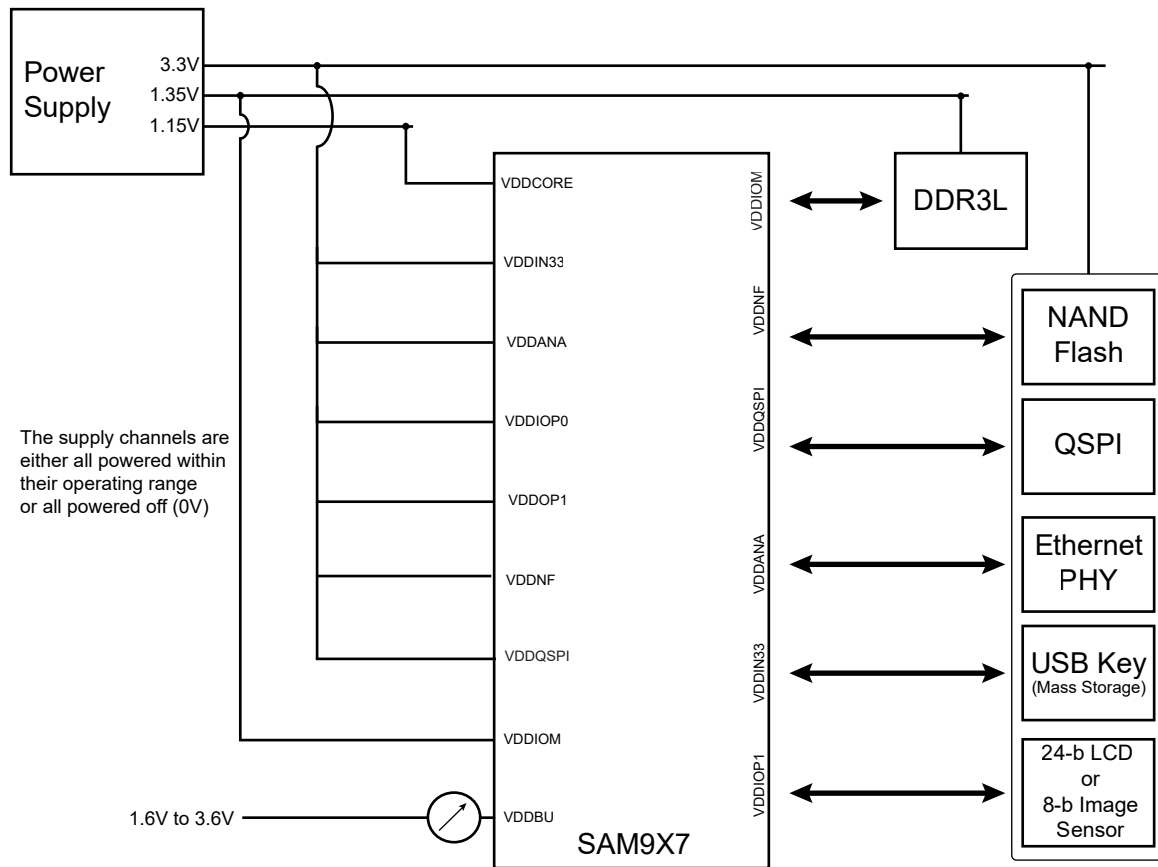 Power
Supply
3.3V
1.35V
1.15V
VDDCORE
VDDIN33
VDDANA
VDDIOP0
VDDOP1
VDDNF
VDDQSPI
VDDIOM
VDDBU
The supply channels are
either all powered within
their operating range
or all powered off (0V)
1.6V to 3.6V
SAM9X7
VDDIOM
VDDNF
VDDQSPI
VDDANA
VDDIN33
VDDIOP1
DDR3L
NAND
Flash
QSPI
Ethernet
PHY
USB Key
(Mass Storage)
24-b LCD
or
8-b Image
Sensor